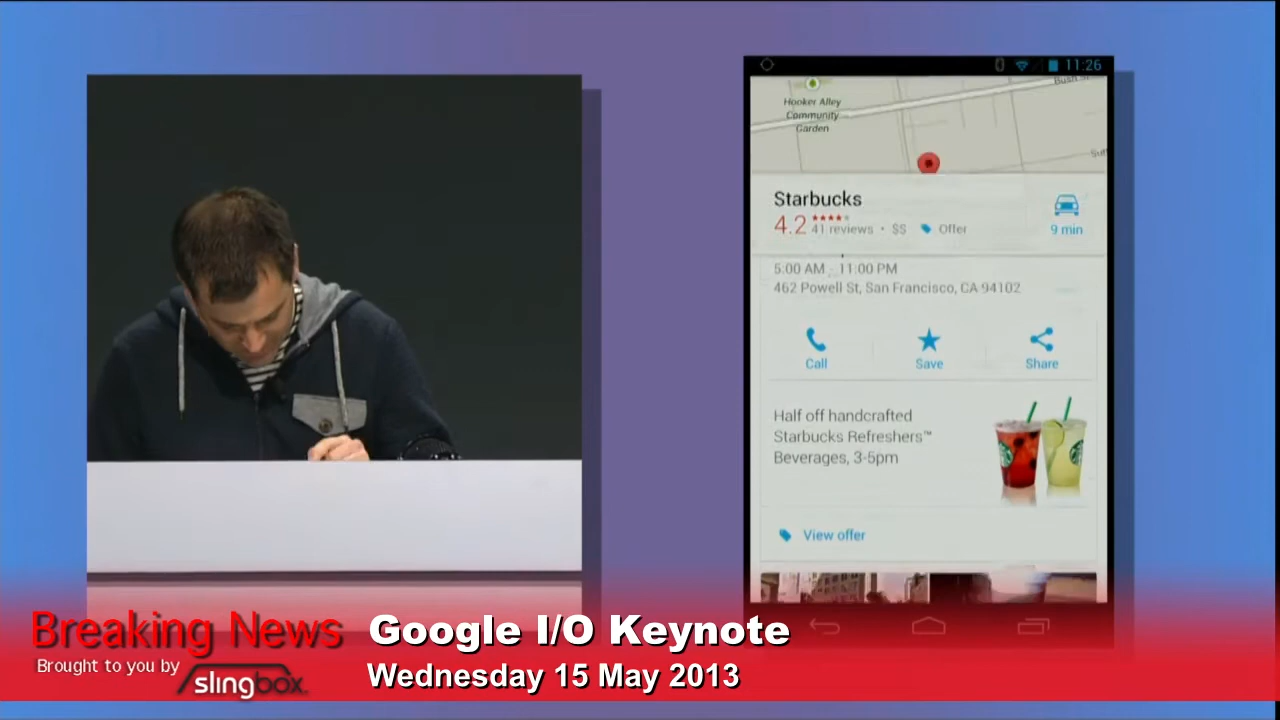 11:26
Bush St
Hooker Alley
Community
Garden
Starbucks
4.2 41 reviews • $$ Offer
9 min
5:00 AM - 11:00 PM
462 Powell St, San Francisco, CA 94102
Call Save Share
Half off handcrafted
Starbucks Refreshers™
Beverages, 3-5pm
View offer
Breaking News
Brought to you by
slingbox
Google I/O Keynote
Wednesday 15 May 2013